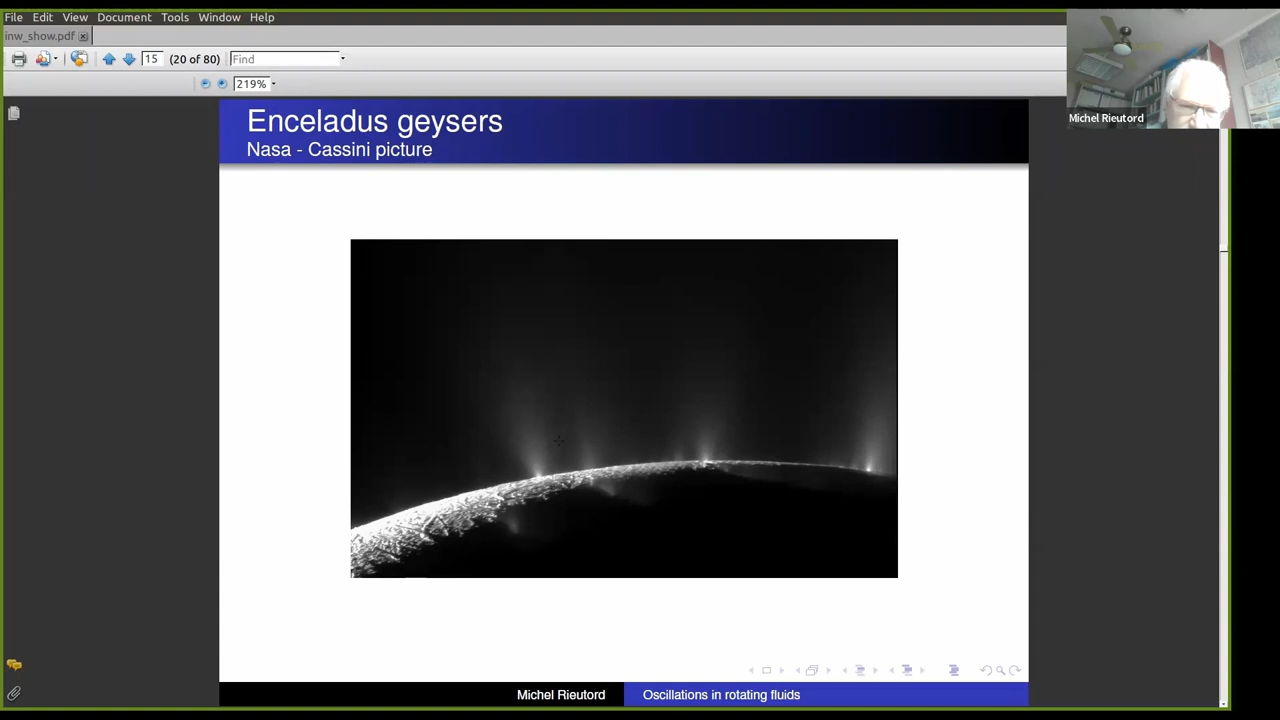 File Edit View Document Tools Window Help
inw_show.pdf
15 (20 of 80) Find
219%
Michel Rieutord
Enceladus geysers
Nasa - Cassini picture
Michel Rieutord Oscillations in rotating fluids